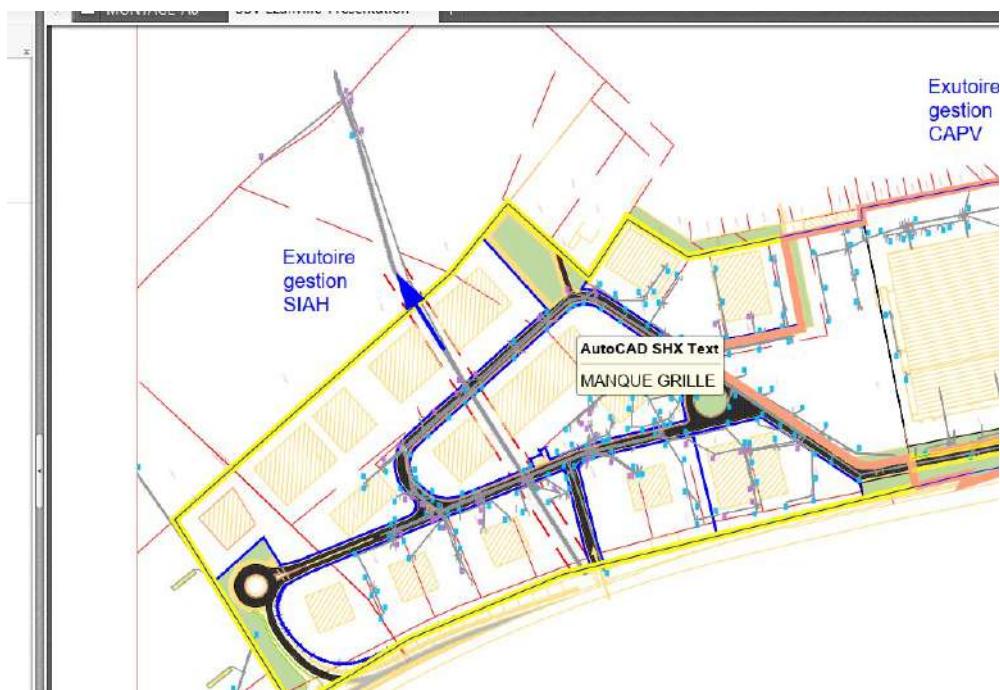 Exutoire
gestion
CAPV
Exutoire
gestion
SIAH
AutoCAD SHX Text
MANQUE GRILLE